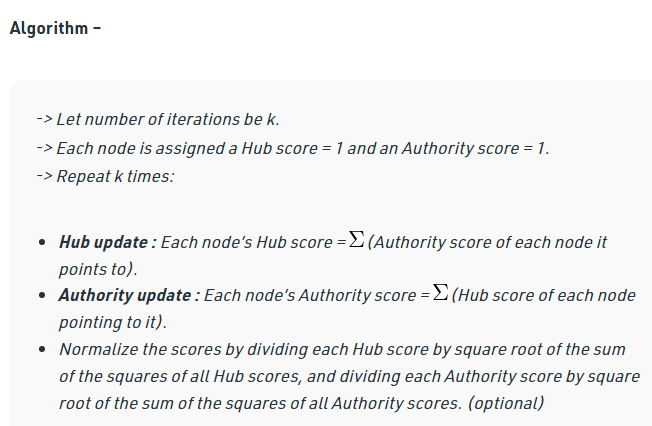 Algorithm –
-> Let number of iterations be k.
-> Each node is assigned a Hub score = 1 and an Authority score = 1.
-> Repeat k times:
• Hub update : Each node's Hub score = Σ (Authority score of each node it
points to).
• Authority update : Each node's Authority score = Σ (Hub score of each node
pointing to it).
• Normalize the scores by dividing each Hub score by square root of the sum
of the squares of all Hub scores, and dividing each Authority score by square
root of the sum of the squares of all Authority scores. (optional)